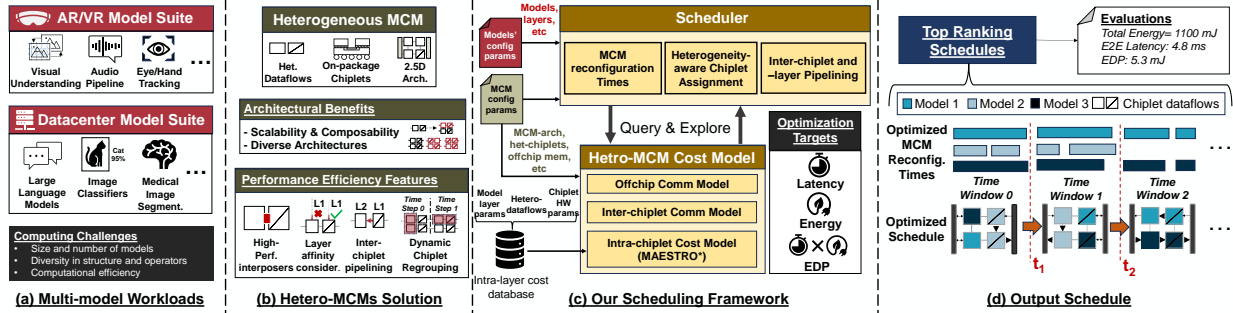 AR/VR Model Suite
Visual
Understanding
Audio
Pipeline
Eye/Hand
Tracking
...
Datacenter Model Suite
Cat
95%
Large
Language
Models
Image
Classifiers
Medical
Image
Segment.
...
Computing Challenges
• Size and number of models
• Diversity in structure and operators
• Computational efficiency
(a) Multi-model Workloads
Heterogeneous MCM
Het.
Dataflows
On-package
Chiplets
2.5D
Arch.
Architectural Benefits
- Scalability & Composability
- Diverse Architectures
Performance Efficiency Features
L1 L1
L2 L1
Time
Step 0
Time
Step 1
High-
Perf.
interposers
Layer
affinity
consider.
Inter-
chiplet
pipelining
Dynamic
Chiplet
Regrouping
(b) Hetero-MCMs Solution
Models'
config
params
Models,
layers,
etc
MCM
config
params
Scheduler
MCM
reconfiguration
Times
Heterogeneity-
aware Chiplet
Assignment
Inter-chiplet and
–layer Pipelining
Query & Explore
MCM-arch,
het-chiplets,
offchip mem,
etc
Hetro-MCM Cost Model
Offchip Comm Model
Inter-chiplet Comm Model
Intra-chiplet Cost Model
(MAESTRO*)
Model
layer
params
Hetero-
dataflows
Chiplet
HW
params
Intra-layer cost
database
Optimization
Targets
Latency
Energy
EDP
(c) Our Scheduling Framework
Top Ranking
Schedules
Evaluations
Total Energy= 1100 mJ
E2E Latency: 4.8 ms
EDP: 5.3 mJ
Model 1
Model 2
Model 3
Chiplet dataflows
Optimized
MCM
Reconfig.
Times
...
Time
Window 0
Time
Window 1
Time
Window 2
Optimized
Schedule
...
t1
t2
(d) Output Schedule